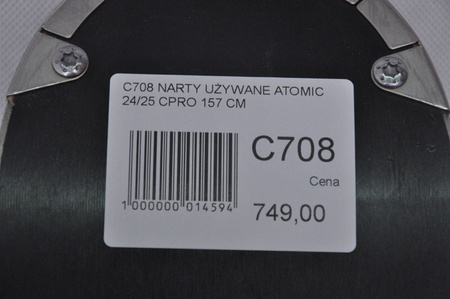 C708 NARTY UŻYWANE ATOMIC
24/25 CPRO 157 CM
C708
Cena
749,00
1 000000 014594